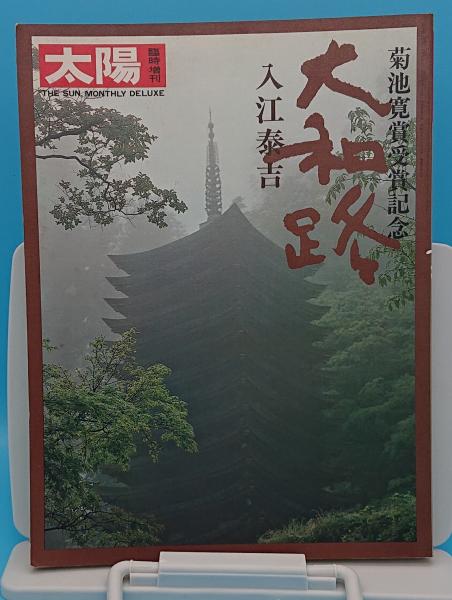 太陽
臨時増刊
THE SUN, MONTHLY DELUXE
菊池寛賞受賞記念
大和路
入江泰吉